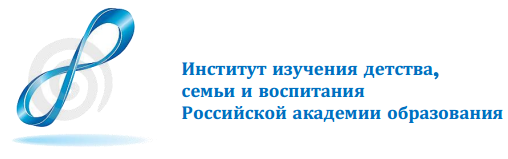 Институт изучения детства,
семьи и воспитания
Российской академии образования